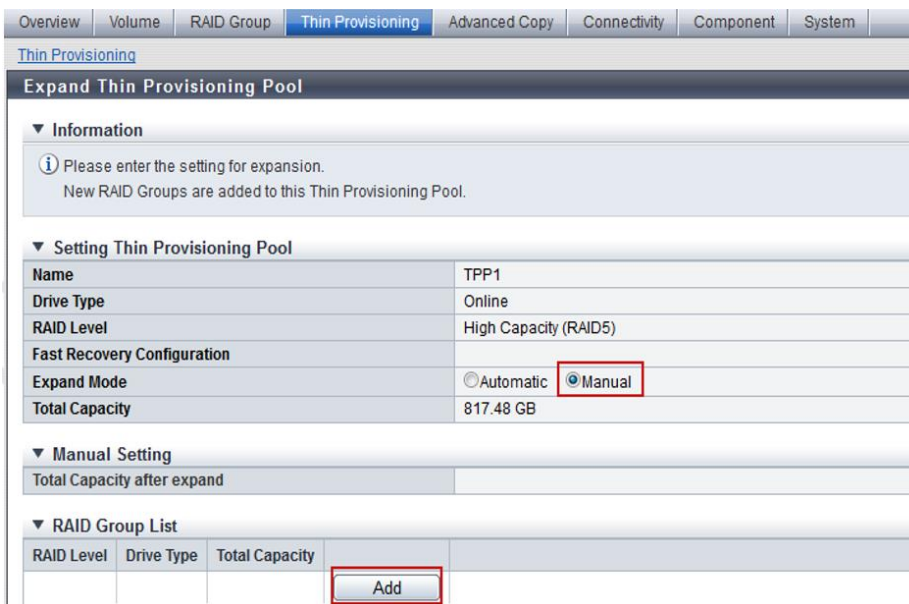 Overview Volume RAID Group Thin Provisioning Advanced Copy Connectivity Component System
Thin Provisioning
Expand Thin Provisioning Pool
Information
Please enter the setting for expansion.
New RAID Groups are added to this Thin Provisioning Pool.
Setting Thin Provisioning Pool
Name TPP1
Drive Type Online
RAID Level High Capacity (RAID5)
Fast Recovery Configuration
Expand Mode Automatic Manual
Total Capacity 817.48 GB
Manual Setting
Total Capacity after expand
RAID Group List
RAID Level Drive Type Total Capacity
Add